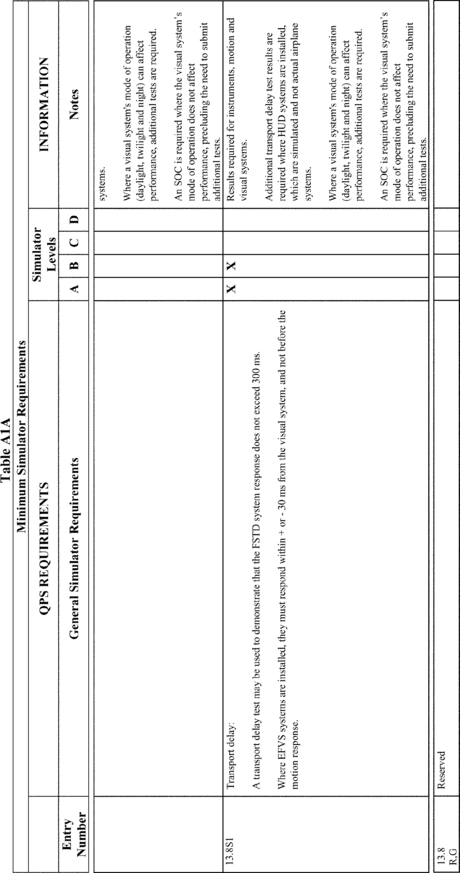 Table A1A
Minimum Simulator Requirements
QPS REQUIREMENTS
Simulator
Levels
INFORMATION
Entry
Number
General Simulator Requirements
A B C D
Notes
systems.
Where a visual system's mode of operation
(daylight, twilight and night) can affect
performance, additional tests are required.
An SOC is required where the visual system's
mode of operation does not affect
performance, precluding the need to submit
additional tests.
13.8S1
Transport delay:
A transport delay test may be used to demonstrate that the FSTD system response does not exceed 300 ms.
Where EFVS systems are installed, they must respond within + or - 30 ms from the visual system, and not before the
motion response.
X X
Results required for instruments, motion and
visual systems.
Additional transport delay test results are
required where HUD systems are installed,
which are simulated and not actual airplane
systems.
Where a visual system's mode of operation
(daylight, twilight and night) can affect
performance, additional tests are required.
An SOC is required where the visual system's
mode of operation does not affect
performance, precluding the need to submit
additional tests.
13.8
R,G
Reserved